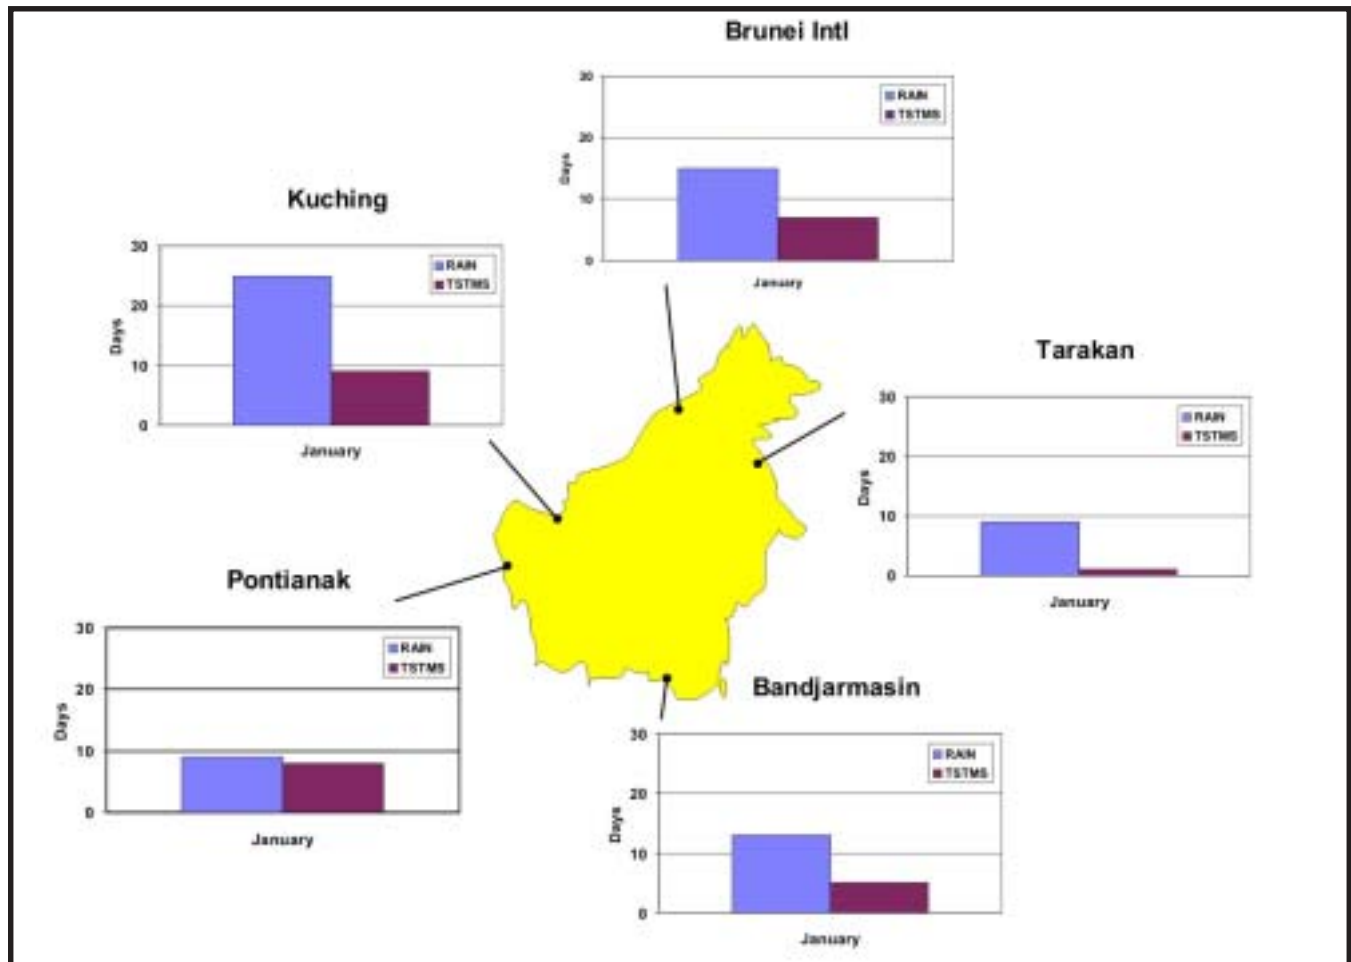 Brunei Intl
30
20
10
0
Days
RAIN
TSTMS
January
Kuching
30
20
10
0
Days
RAIN
TSTMS
January
Tarakan
30
20
10
0
Days
RAIN
TSTMS
January
Pontianak
30
20
10
0
Days
RAIN
TSTMS
January
Bandjarmasin
30
20
10
0
Days
RAIN
TSTMS
January